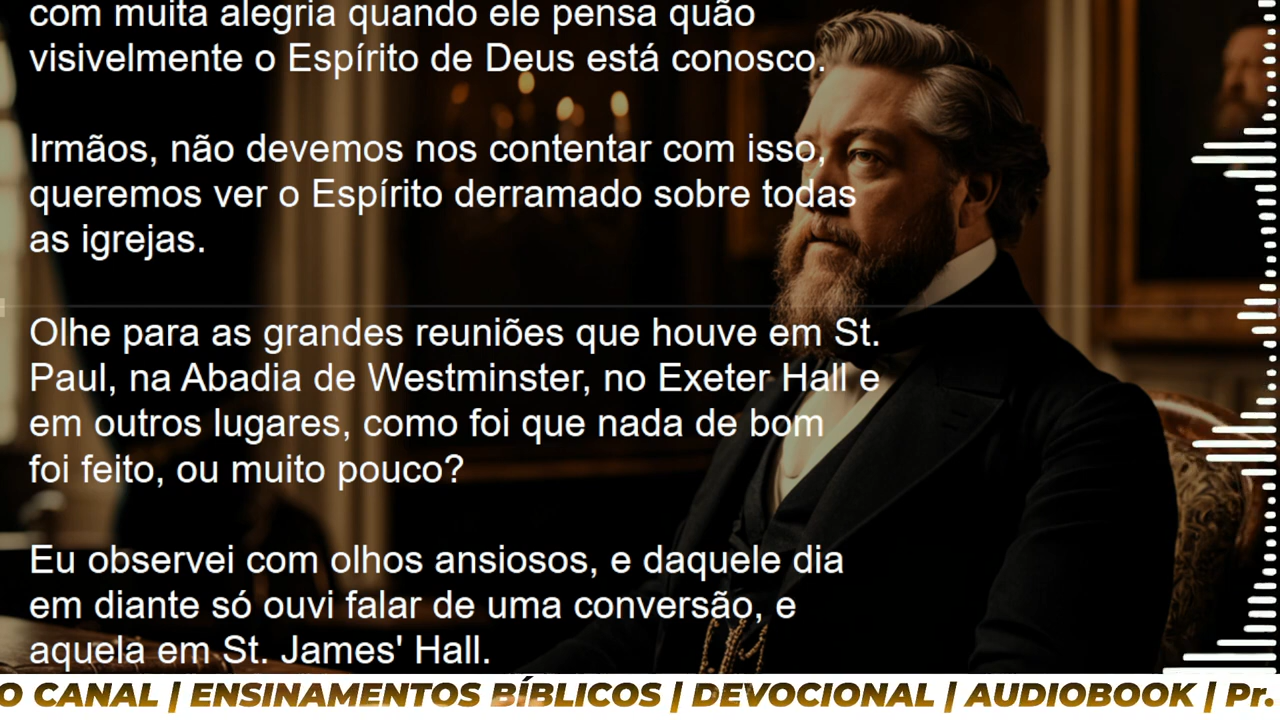 com muita alegria quando ele pensa quão
visivelmente o Espírito de Deus está conosco.
Irmãos, não devemos nos contentar com isso,
queremos ver o Espírito derramado sobre todas
as igrejas.
Olhe para as grandes reuniões que houve em St.
Paul, na Abadia de Westminster, no Exeter Hall e
em outros lugares, como foi que nada de bom
foi feito, ou muito pouco?
Eu observei com olhos ansiosos, e daquele dia
em diante só ouvi falar de uma conversão, e
aquela em St. James' Hall.
O CANAL | ENSINAMENTOS BÍBLICOS | DEVOCIONAL | AUDIOBOOK | Pr.